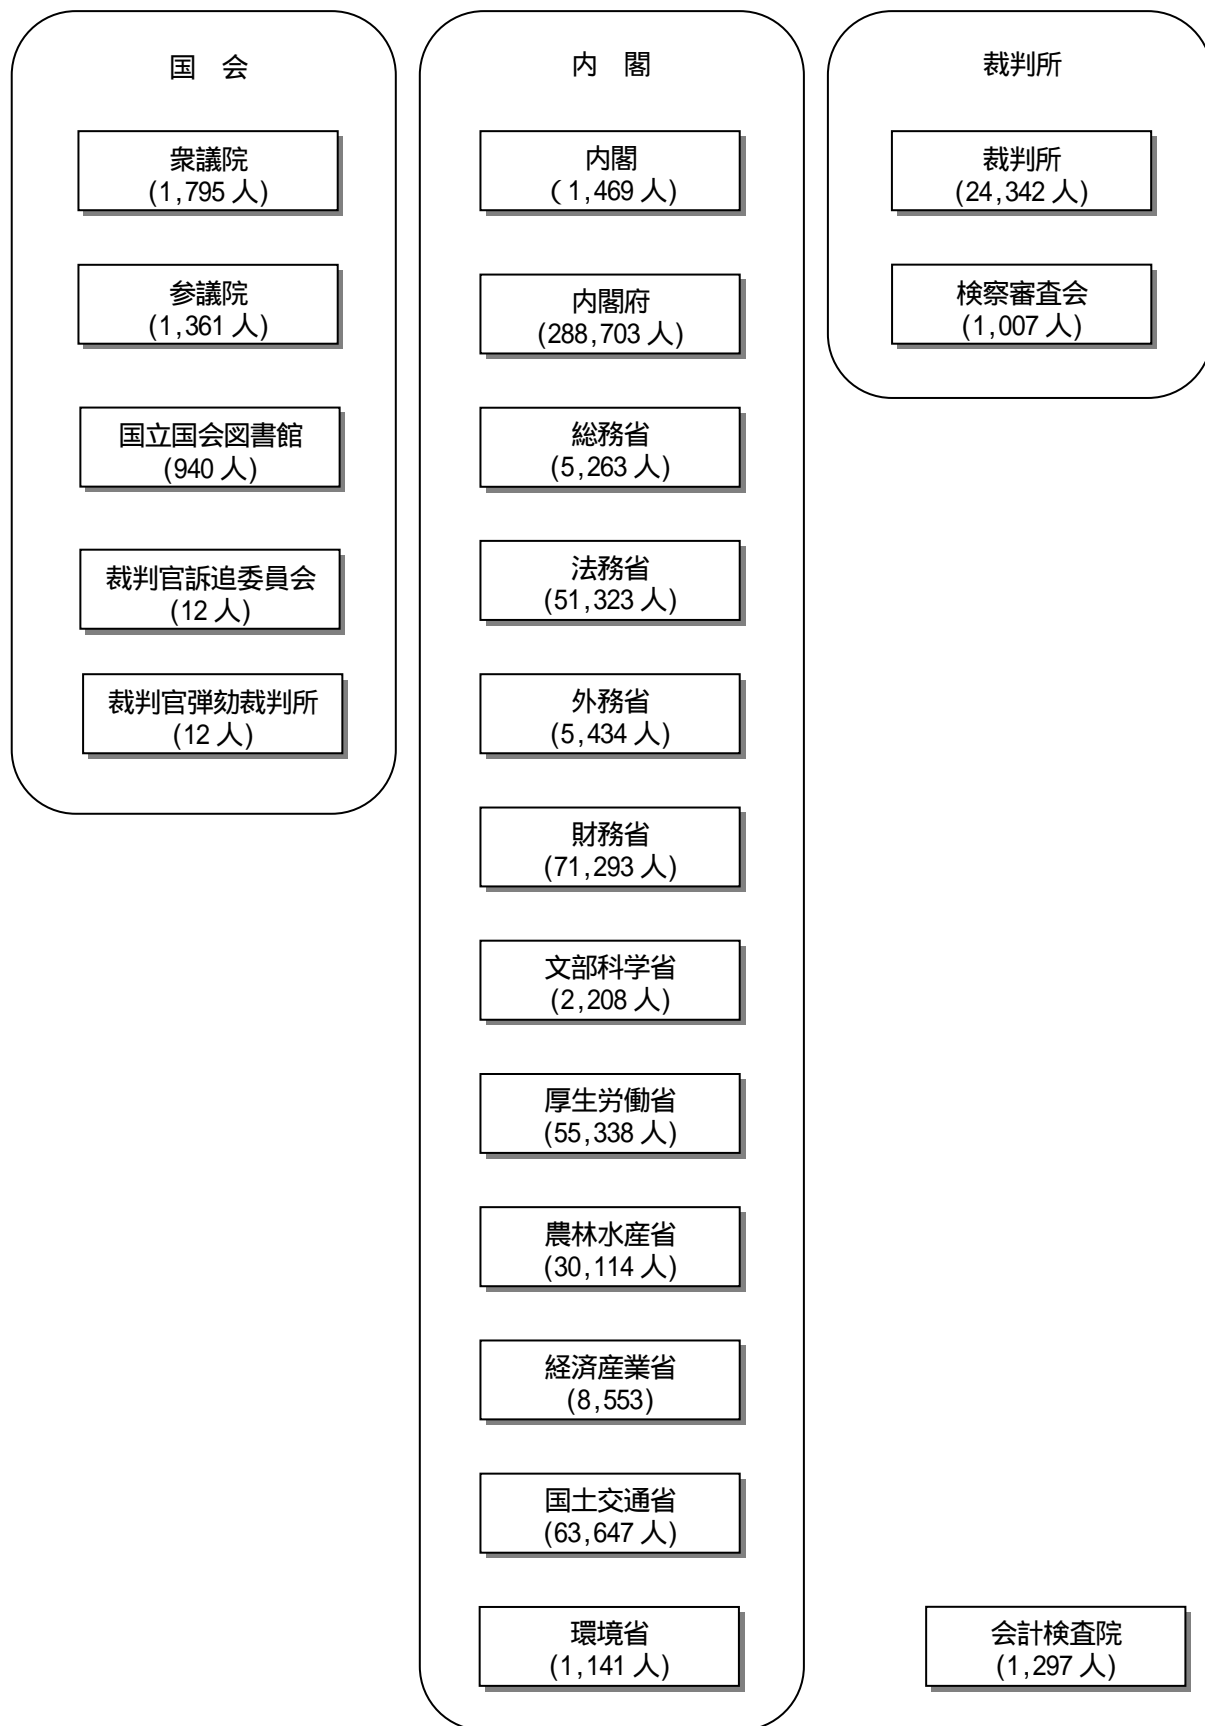 国 会
衆議院
(1,795 人)
参議院
(1,361 人)
国立国会図書館
(940 人)
裁判官訴追委員会
(12 人)
裁判官弾劾裁判所
(12 人)
内 閣
内閣
(1,469 人)
内閣府
(288,703 人)
総務省
(5,263 人)
法務省
(51,323 人)
外務省
(5,434 人)
財務省
(71,293 人)
文部科学省
(2,208 人)
厚生労働省
(55,338 人)
農林水産省
(30,114 人)
経済産業省
(8,553)
国土交通省
(63,647 人)
環境省
(1,141 人)
裁判所
裁判所
(24,342 人)
検察審査会
(1,007 人)
会計検査院
(1,297 人)